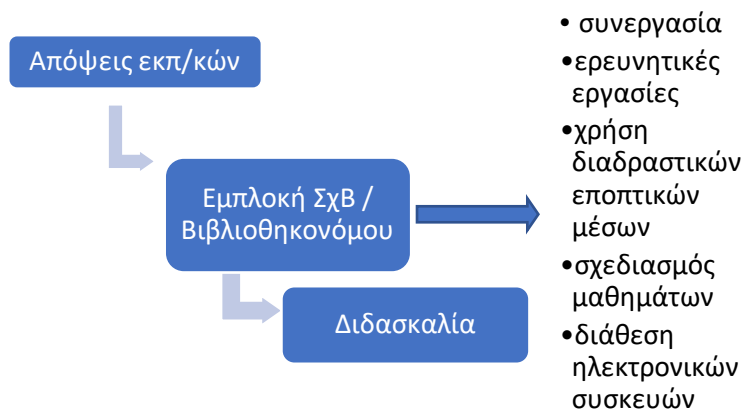 Απόψεις εκπ/κών
Εμπλοκή ΣχΒ /
Βιβλιοθηκονόμου
Διδασκαλία
• συνεργασία
•ερευνητικές
εργασίες
•χρήση
διαδραστικών
εποπτικών
μέσων
•σχεδιασμός
μαθημάτων
•διάθεση
ηλεκτρονικών
συσκευών